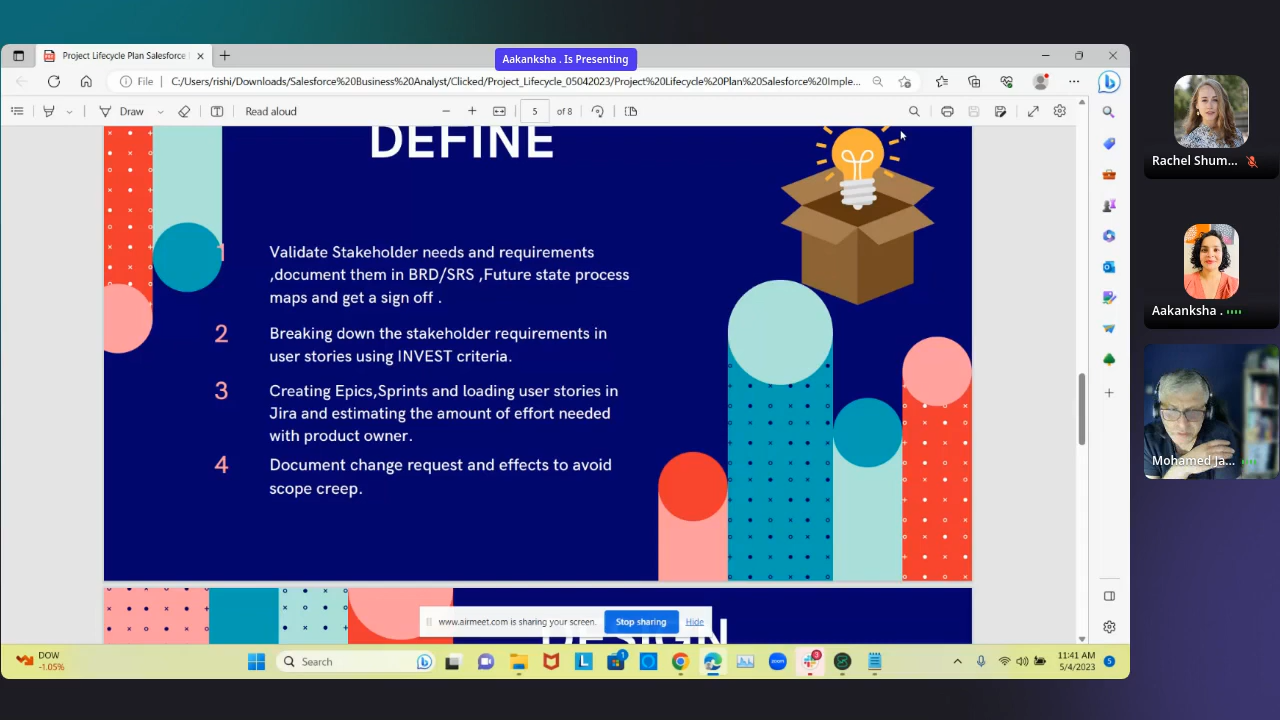 Aakanksha . Is Presenting
Project Lifecycle Plan Salesforce
File
C:/Users/rishi/Downloads/Salesforce%20Business%20Analyst/Clicked/Project_Lifecycle_05042023/Project%20Lifecycle%20Plan%20Salesforce%20Imple...
Draw
Read aloud
5
of 8
DEFINE
1
Validate Stakeholder needs and requirements
,document them in BRD/SRS ,Future state process
maps and get a sign off .
2
Breaking down the stakeholder requirements in
user stories using INVEST criteria.
3
Creating Epics,Sprints and loading user stories in
Jira and estimating the amount of effort needed
with product owner.
4
Document change request and effects to avoid
scope creep.
www.airmeet.com is sharing your screen.
Stop sharing
Hide
DESIGN
DOW
-1.05%
Search
11:41 AM
5/4/2023
Rachel Shum...
Aakanksha .
Mohamed Ja...